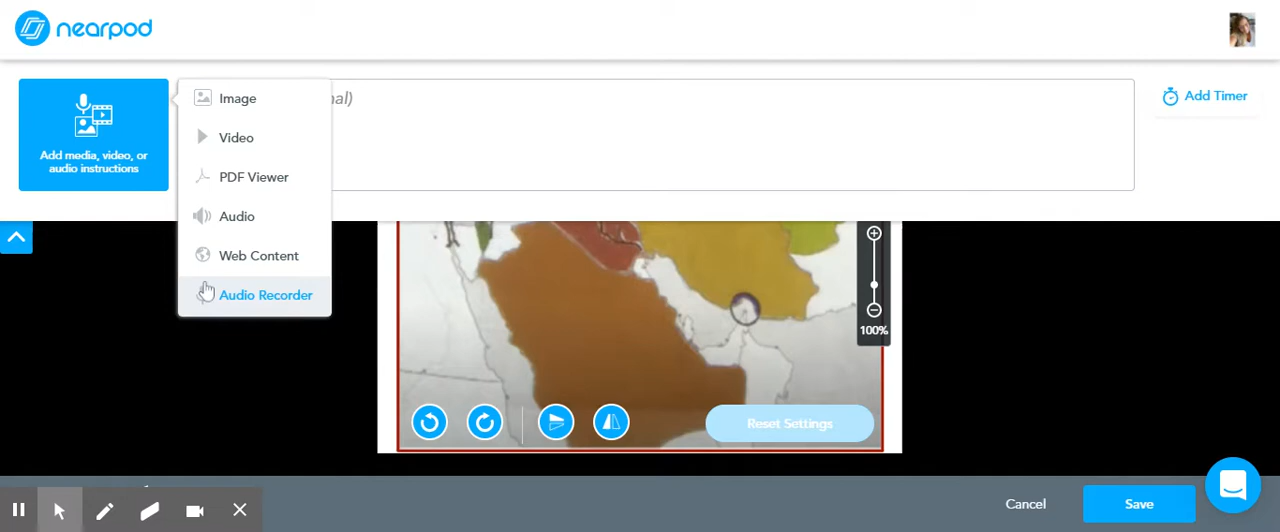 nearpod
Add media, video, or
audio instructions
Image
Video
PDF Viewer
Audio
Web Content
Audio Recorder
nal)
Add Timer
100%
Reset Settings
Cancel
Save